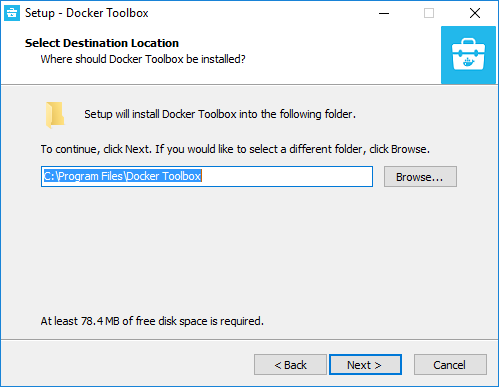 Setup - Docker Toolbox
Select Destination Location
Where should Docker Toolbox be installed?
Setup will install Docker Toolbox into the following folder.
To continue, click Next. If you would like to select a different folder, click Browse.
C:\Program Files\Docker Toolbox
Browse...
At least 78.4 MB of free disk space is required.
< Back
Next >
Cancel